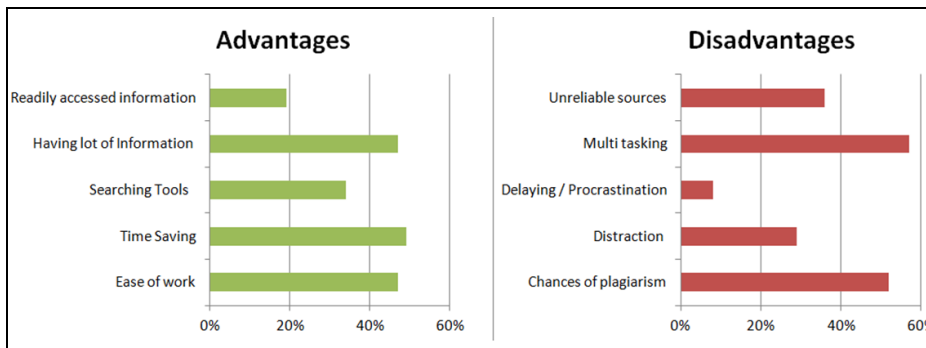 Advantages
Readily accessed information
Having lot of Information
Searching Tools
Time Saving
Ease of work
0% 20% 40% 60%
Disadvantages
Unreliable sources
Multi tasking
Delaying / Procrastination
Distraction
Chances of plagiarism
0% 20% 40% 60%